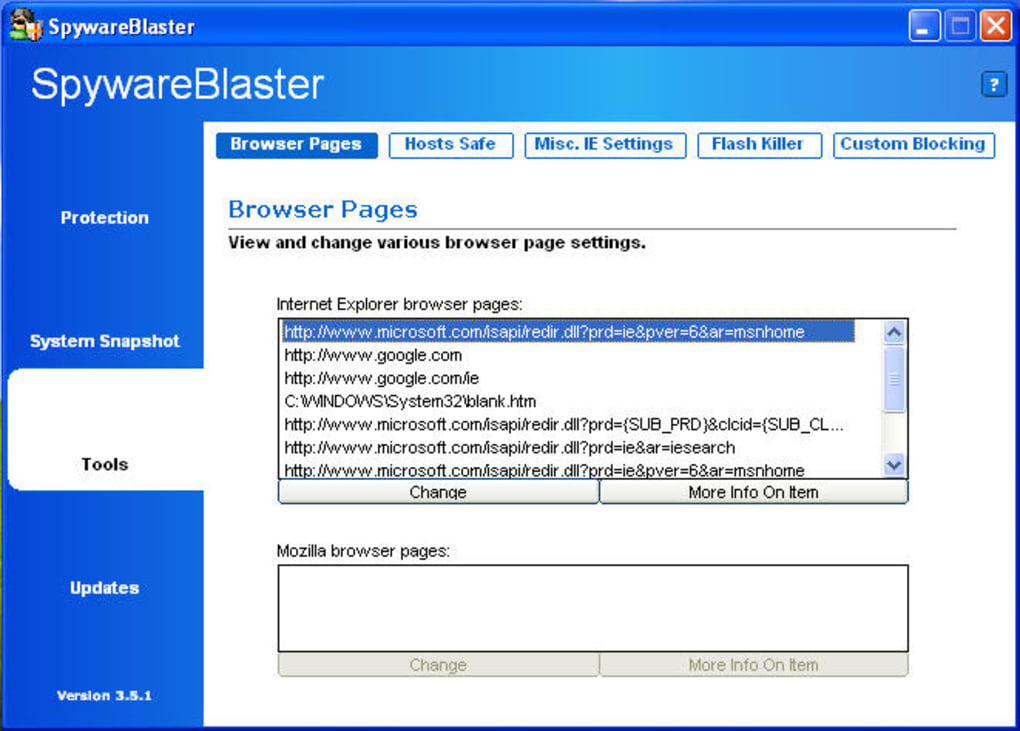 SpywareBlaster
SpywareBlaster
?
Browser Pages Hosts Safe Misc. IE Settings Flash Killer Custom Blocking
Protection
System Snapshot
Tools
Updates
Version 3.5.1
Browser Pages
View and change various browser page settings.
Internet Explorer browser pages:
http://www.microsoft.com/isapi/redir.dll?prd=ie&pver=6&ar=msnhome
http://www.google.com
http://www.google.com/ie
C:\WINDOWS\System32\blank.htm
http://www.microsoft.com/isapi/redir.dll?prd={SUB_PRD}&clcid={SUB_CL...
http://www.microsoft.com/isapi/redir.dll?prd=ie&ar=iesearch
http://www.microsoft.com/isapi/redir.dll?prd=ie&pver=6&ar=msnhome
Change More Info On Item
Mozilla browser pages:
Change More Info On Item